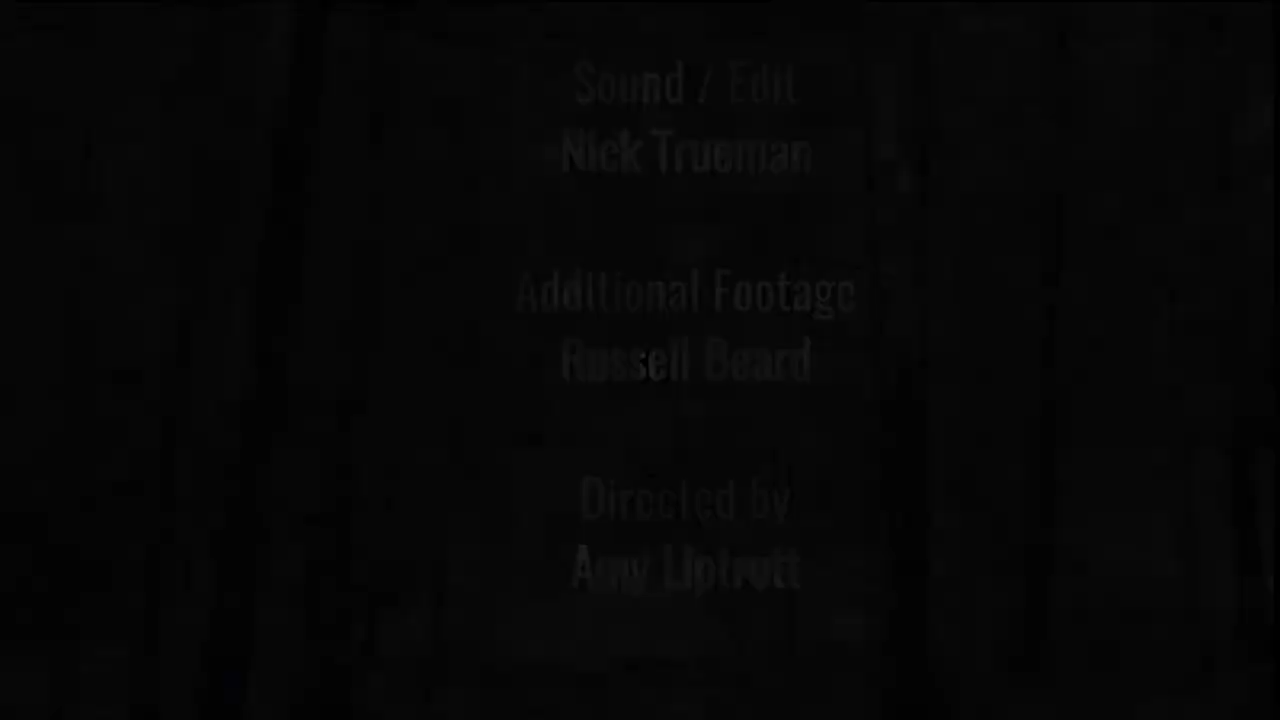 Sound / Edit
Nick Trueman
Additional Footage
Russell Beard
Directed by
Amy Liptrott